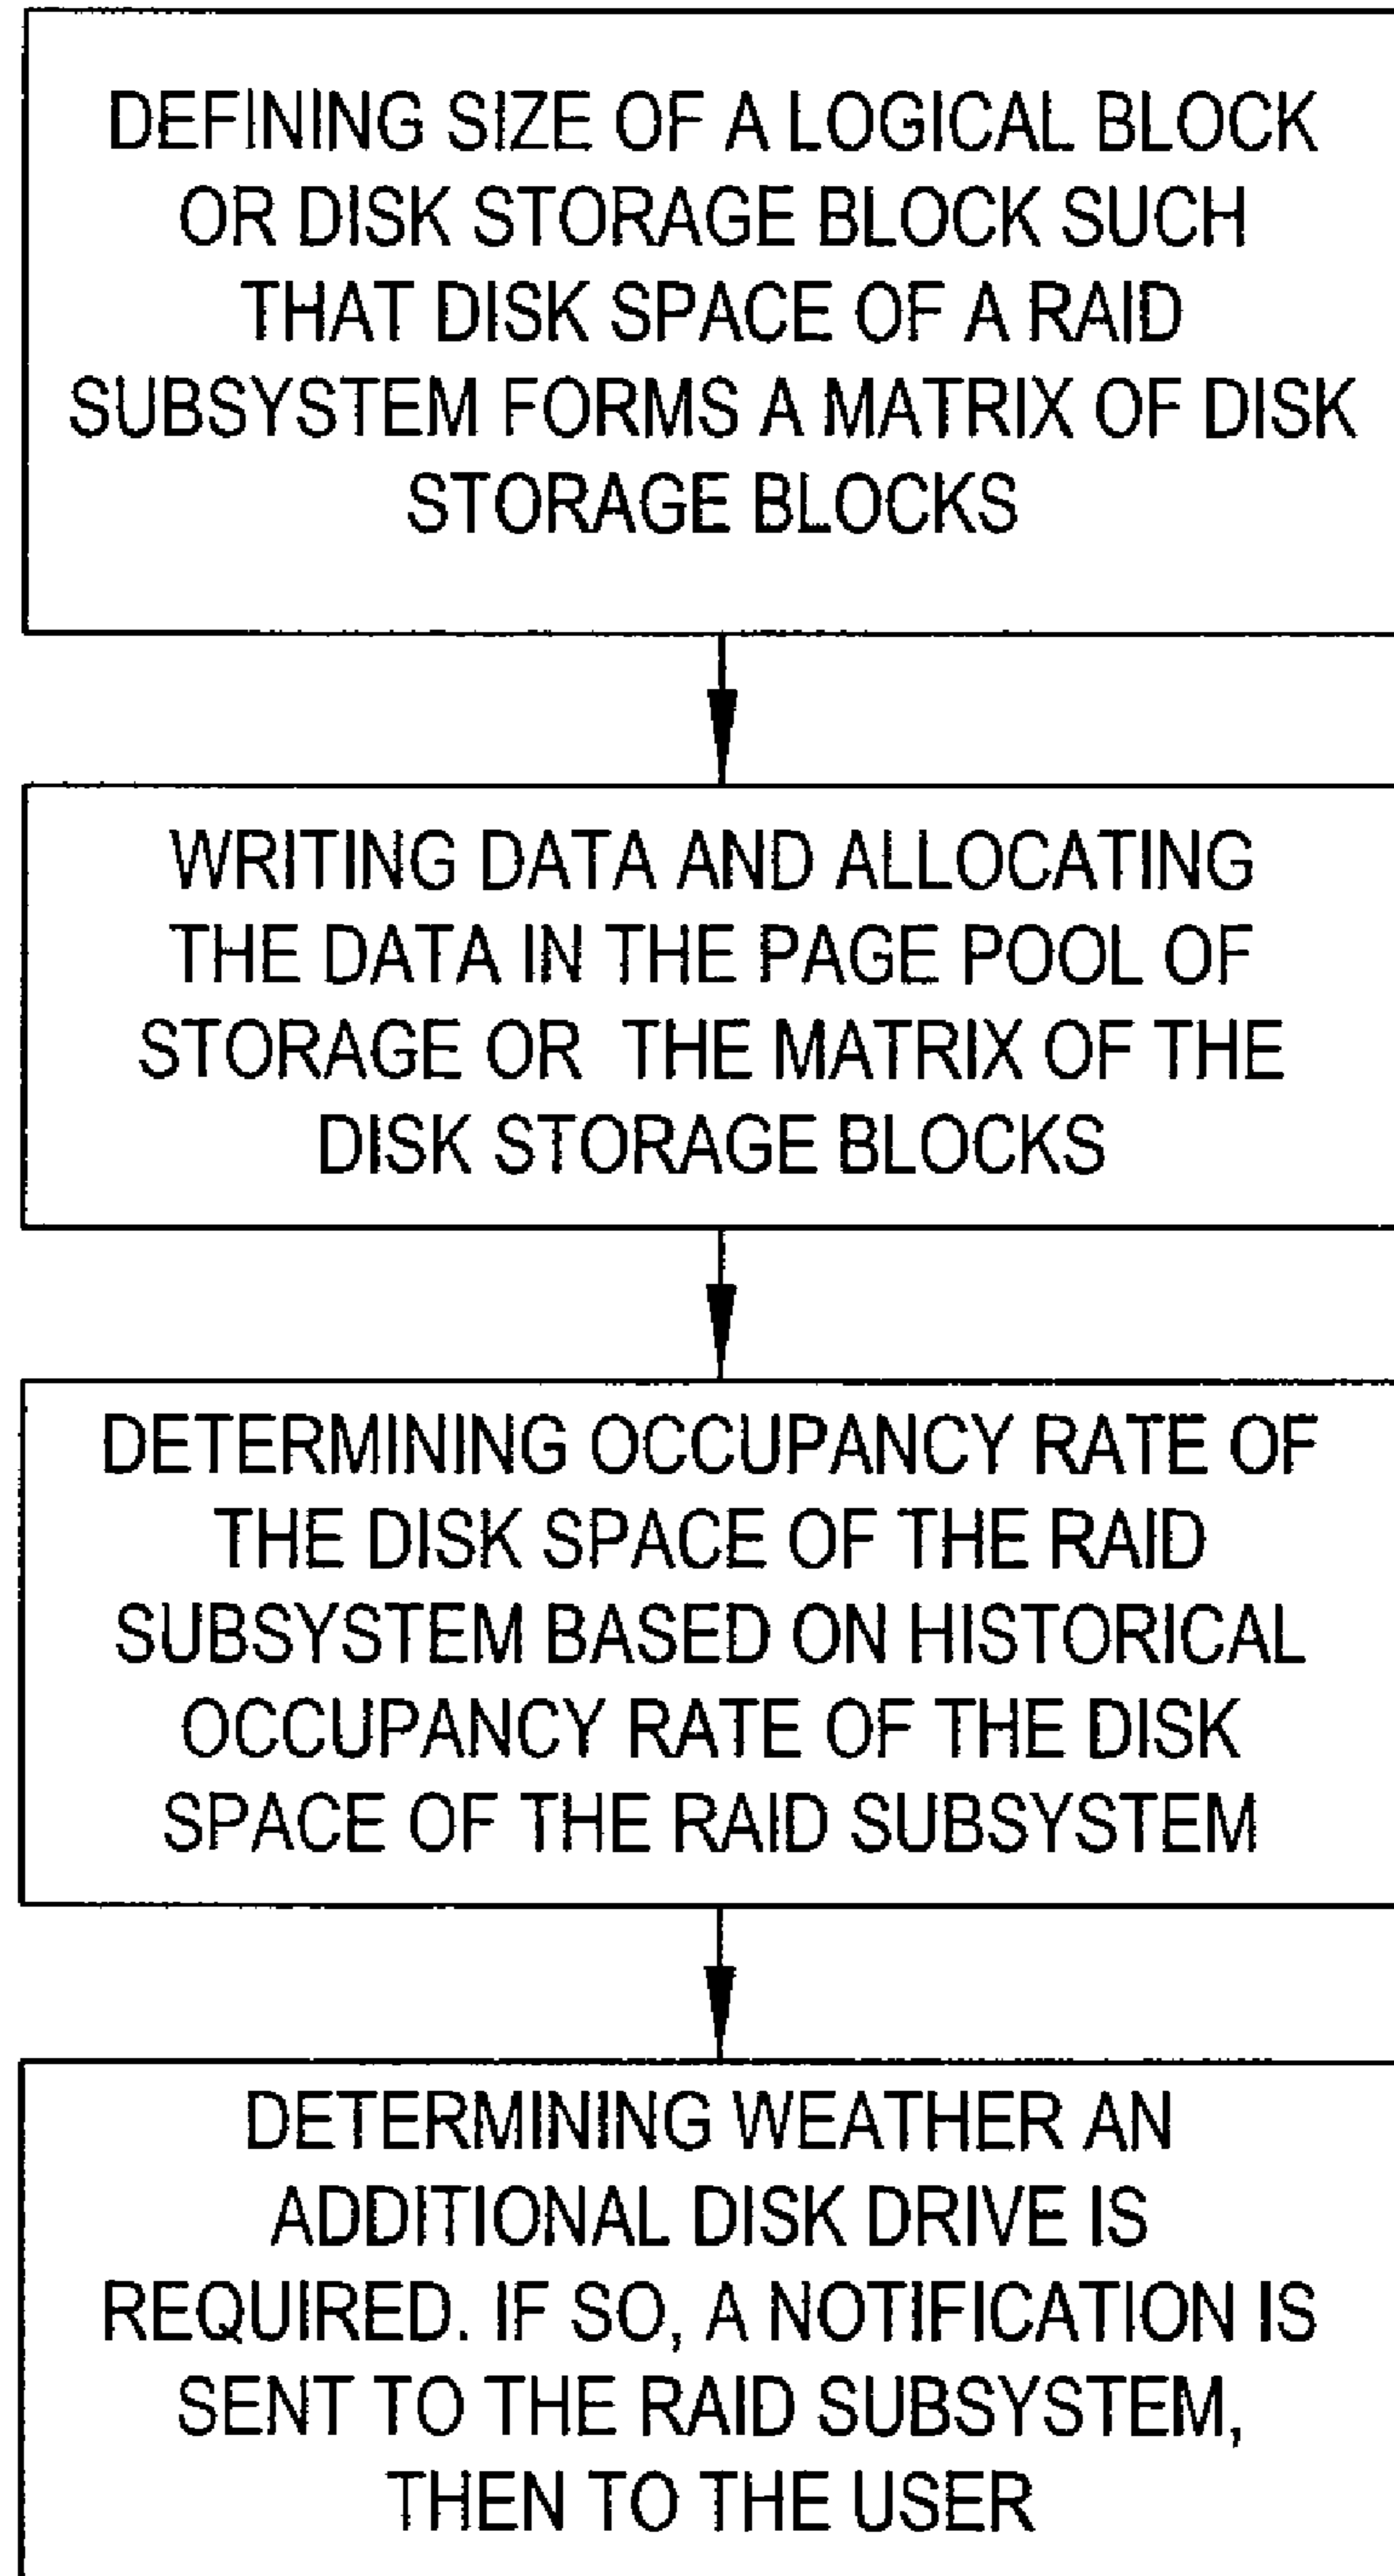 DEFINING SIZE OF A LOGICAL BLOCK
OR DISK STORAGE BLOCK SUCH
THAT DISK SPACE OF A RAID
SUBSYSTEM FORMS A MATRIX OF DISK
STORAGE BLOCKS
WRITING DATA AND ALLOCATING
THE DATA IN THE PAGE POOL OF
STORAGE OR THE MATRIX OF THE
DISK STORAGE BLOCKS
DETERMINING OCCUPANCY RATE OF
THE DISK SPACE OF THE RAID
SUBSYSTEM BASED ON HISTORICAL
OCCUPANCY RATE OF THE DISK
SPACE OF THE RAID SUBSYSTEM
DETERMINING WEATHER AN
ADDITIONAL DISK DRIVE IS
REQUIRED. IF SO, A NOTIFICATION IS
SENT TO THE RAID SUBSYSTEM,
THEN TO THE USER